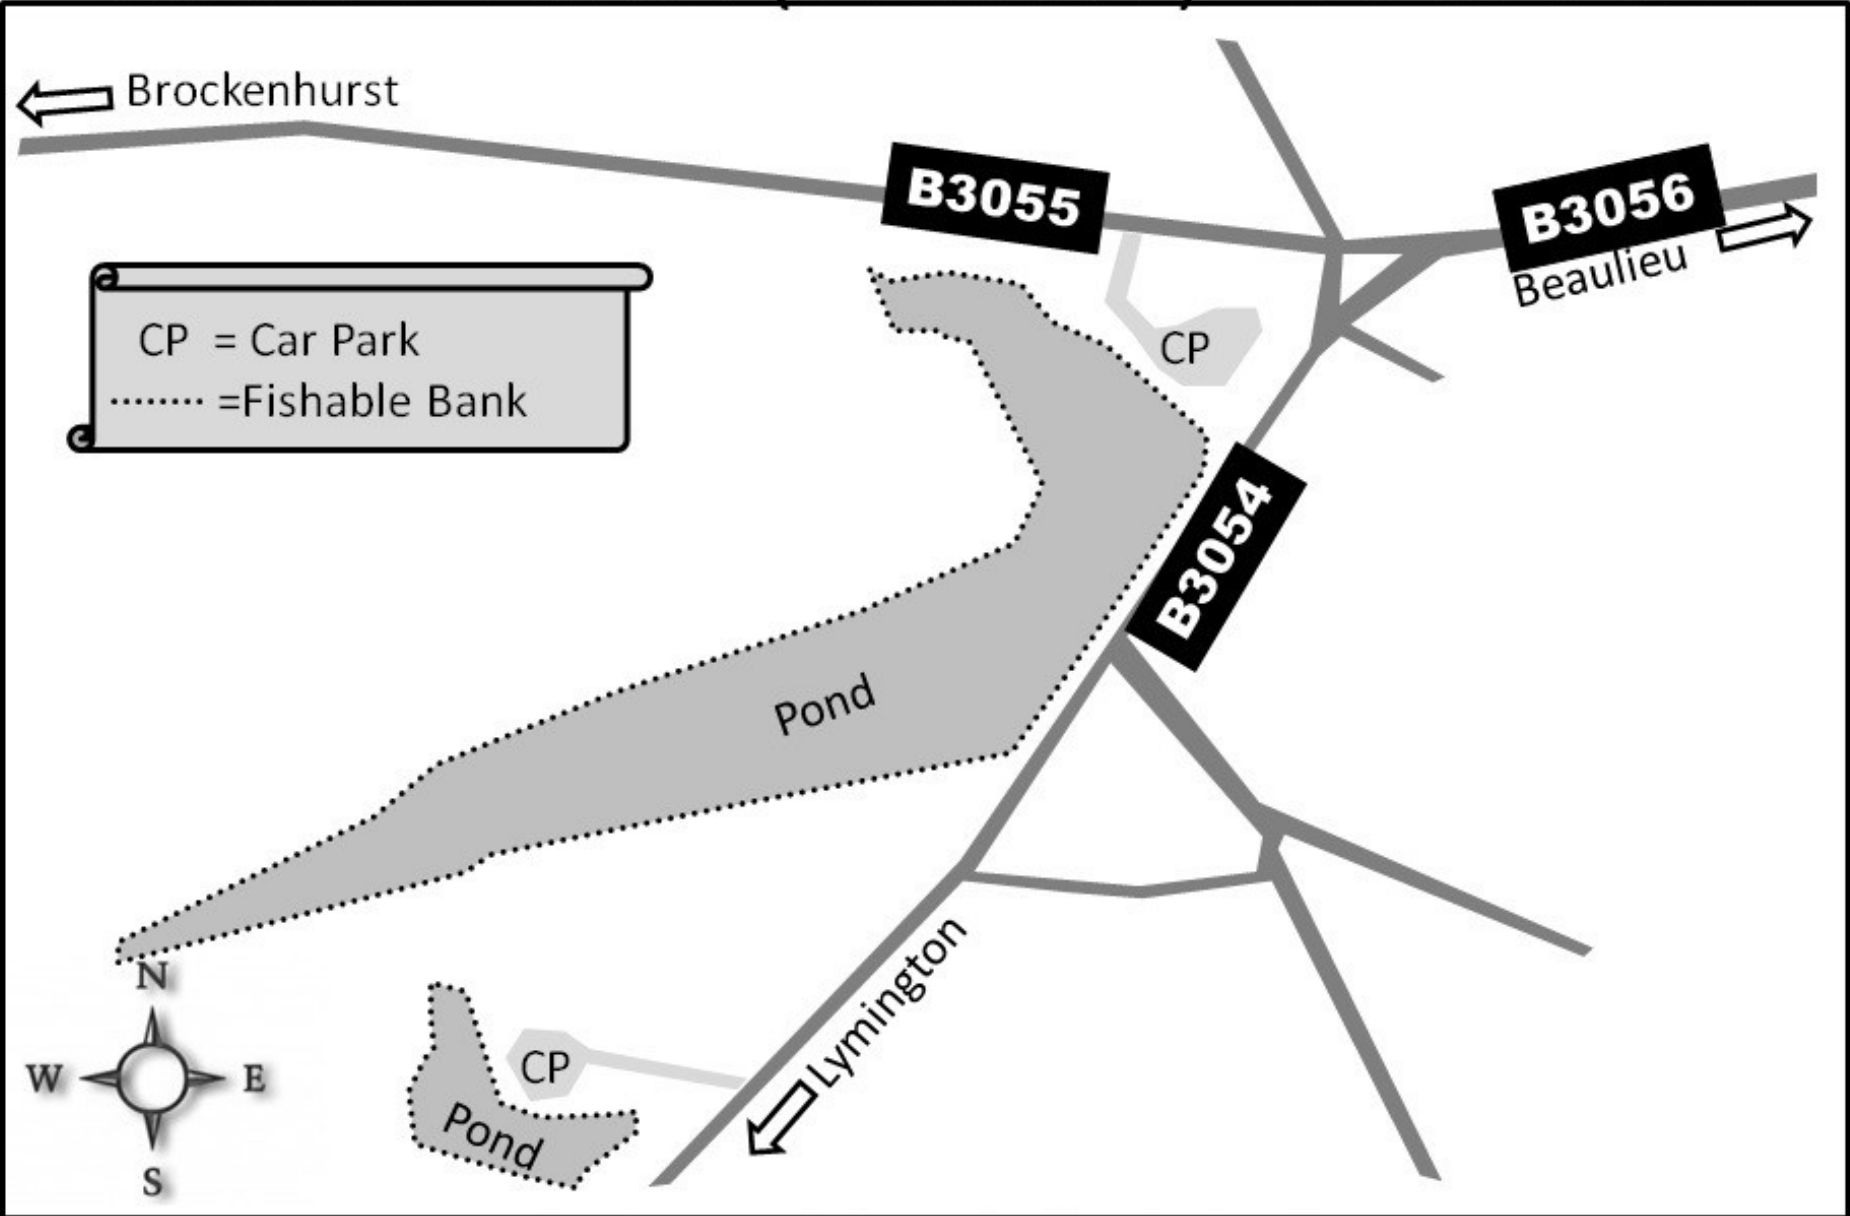 Brockenhurst
B3055
B3056
Beaulieu
CP = Car Park
=Fishable Bank
CP
B3054
Pond
Lymington
N
W E
S
CP
Pond